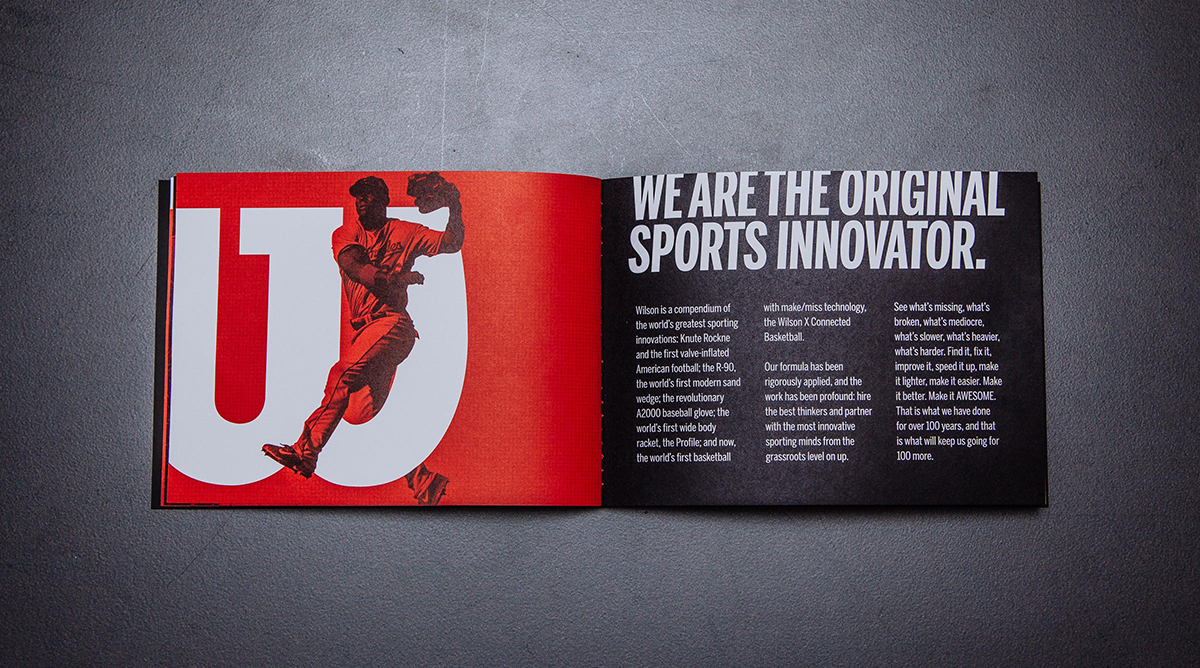 WE ARE THE ORIGINAL
SPORTS INNOVATOR.
Wilson is a compendium of
the world's greatest sporting
innovations: Knute Rockne
and the first valve-inflated
American football; the R-90,
the world's first modern sand
wedge; the revolutionary
A2000 baseball glove; the
world's first wide body
racket, the Profile; and now,
the world's first basketball
with make/miss technology,
the Wilson X Connected
Basketball.
Our formula has been
rigorously applied, and the
work has been profound: hire
the best thinkers and partner
with the most innovative
sporting minds from the
grassroots level on up.
See what's missing, what's
broken, what's mediocre,
what's slower, what's heavier,
what's harder. Find it, fix it,
improve it, speed it up, make
it lighter, make it easier. Make
it better. Make it AWESOME.
That is what we have done
for over 100 years, and that
is what will keep us going for
100 more.